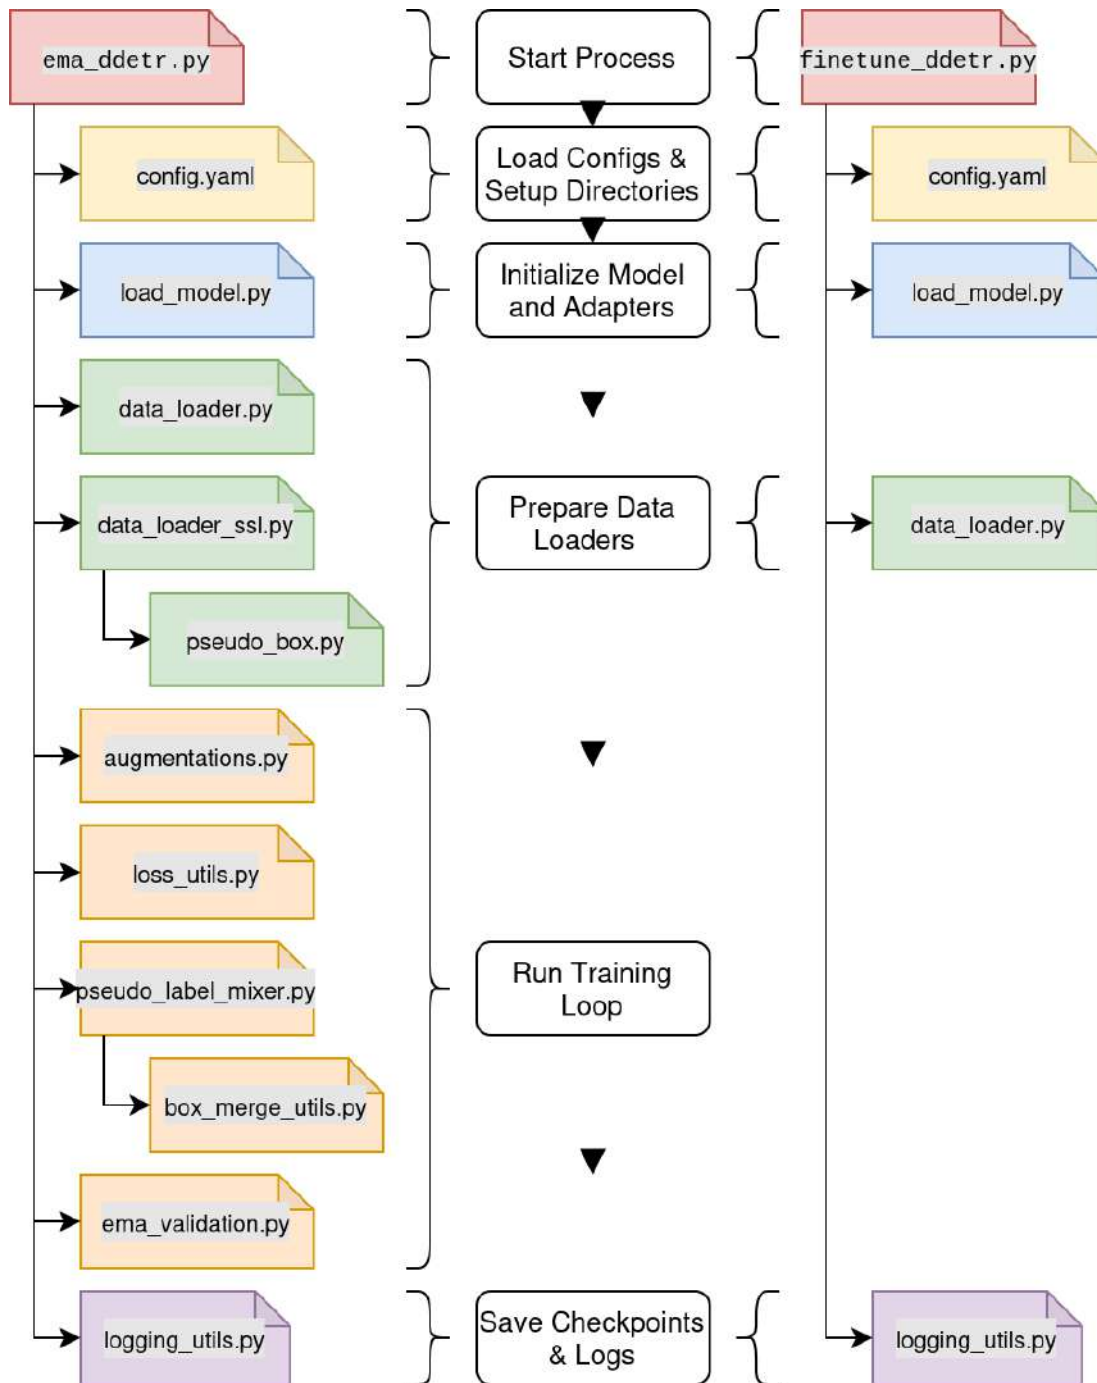 ema_ddetr.py
Start Process
finetune_ddetr.py
config.yaml
Load Configs &
Setup Directories
config.yaml
load_model.py
Initialize Model
and Adapters
load_model.py
data_loader.py
data_loader_ssl.py
Prepare Data
Loaders
data_loader.py
pseudo_box.py
augmentations.py
loss_utils.py
pseudo_label_mixer.py
Run Training
Loop
box_merge_utils.py
ema_validation.py
logging_utils.py
Save Checkpoints
& Logs
logging_utils.py